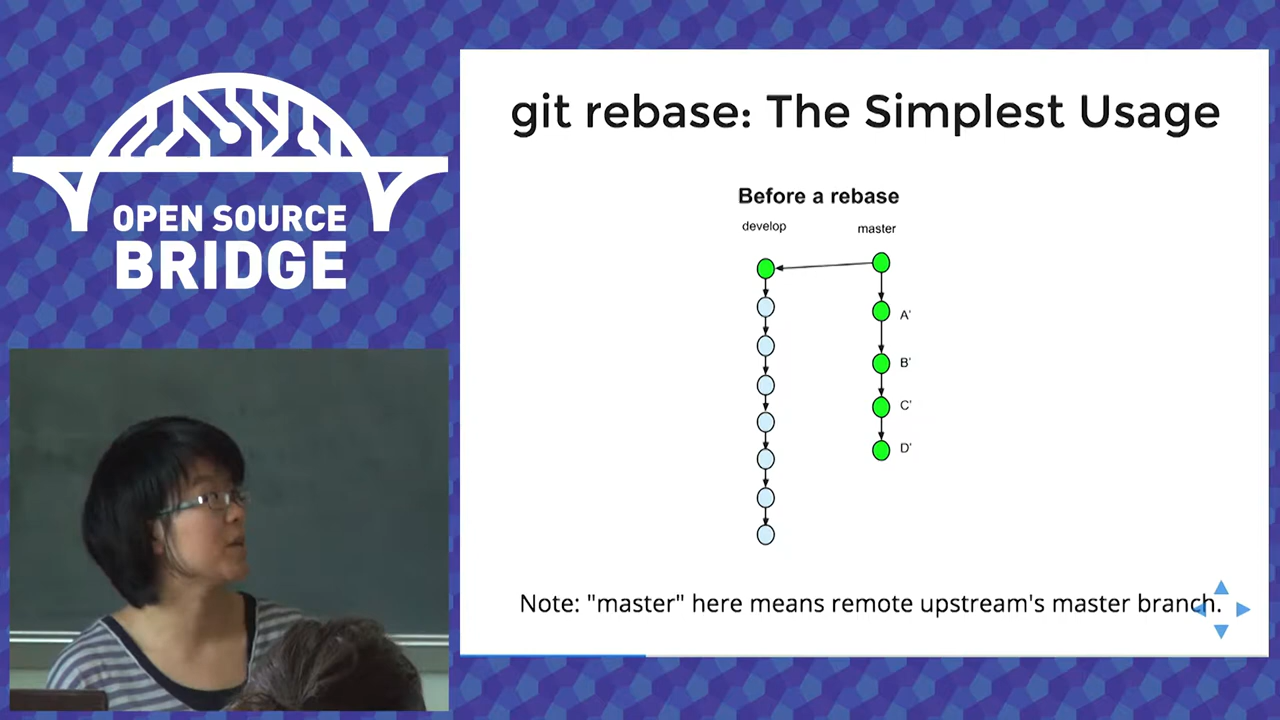 OPEN SOURCE
BRIDGE
git rebase: The Simplest Usage
Before a rebase
develop
master
A'
B'
C'
D'
Note: "master" here means remote upstream's master branch.